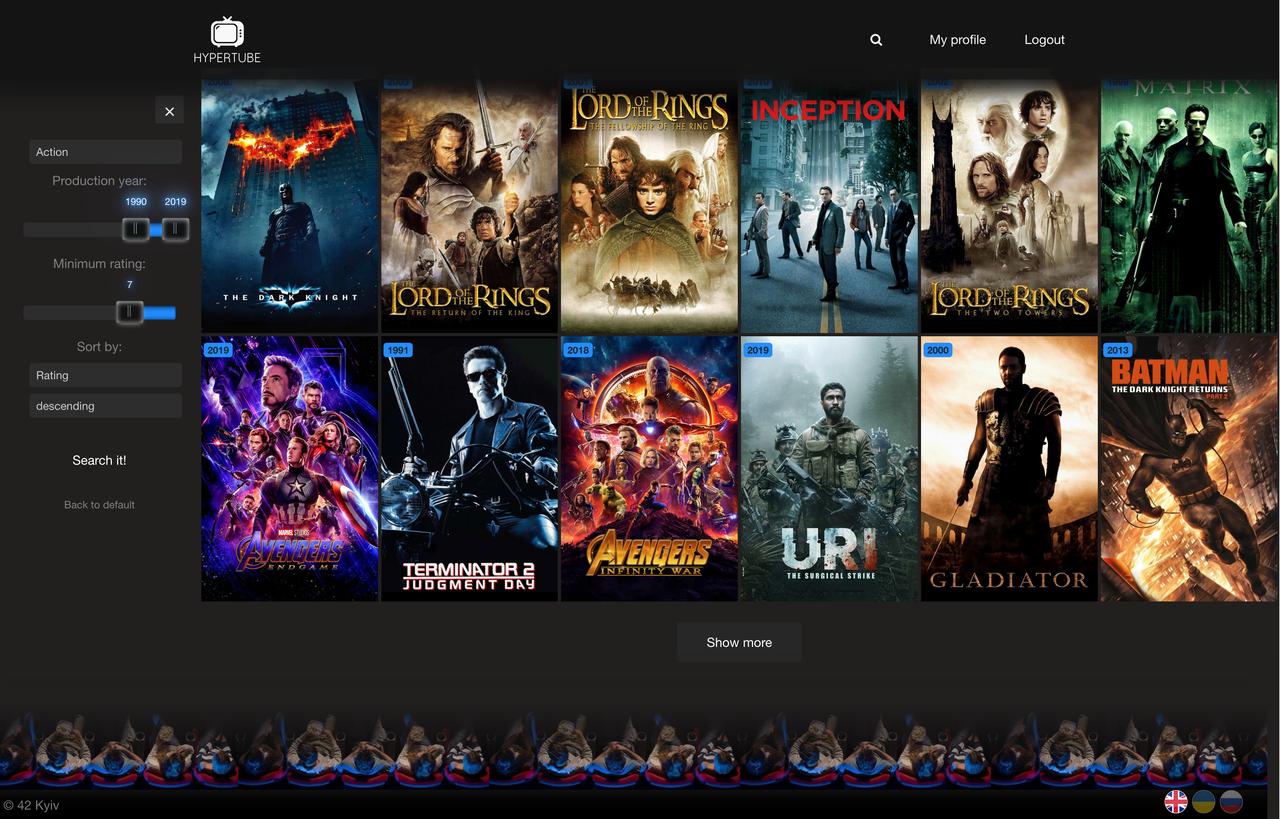 HYPERTUBE
My profile
Logout
Action
Production year:
1990 2019
Minimum rating:
7
Sort by:
Rating
descending
Search it!
Back to default
THE DARK KNIGHT
THE LORD OF THE RINGS
THE RETURN OF THE KING
THE LORD OF THE RINGS
THE FELLOWSHIP OF THE RING
INCEPTION
THE LORD OF THE RINGS
THE TWO TOWERS
MATRIX
2019
MARVEL STUDIOS
AVENGERS
ENDGAME
1991
TERMINATOR 2
JUDGMENT DAY
2018
AVENGERS
INFINITY WAR
2019
URI
THE SURGICAL STRIKE
2000
GLADIATOR
2013
BATMAN
THE DARK KNIGHT RETURNS
PART 2
Show more
© 42 Kyiv